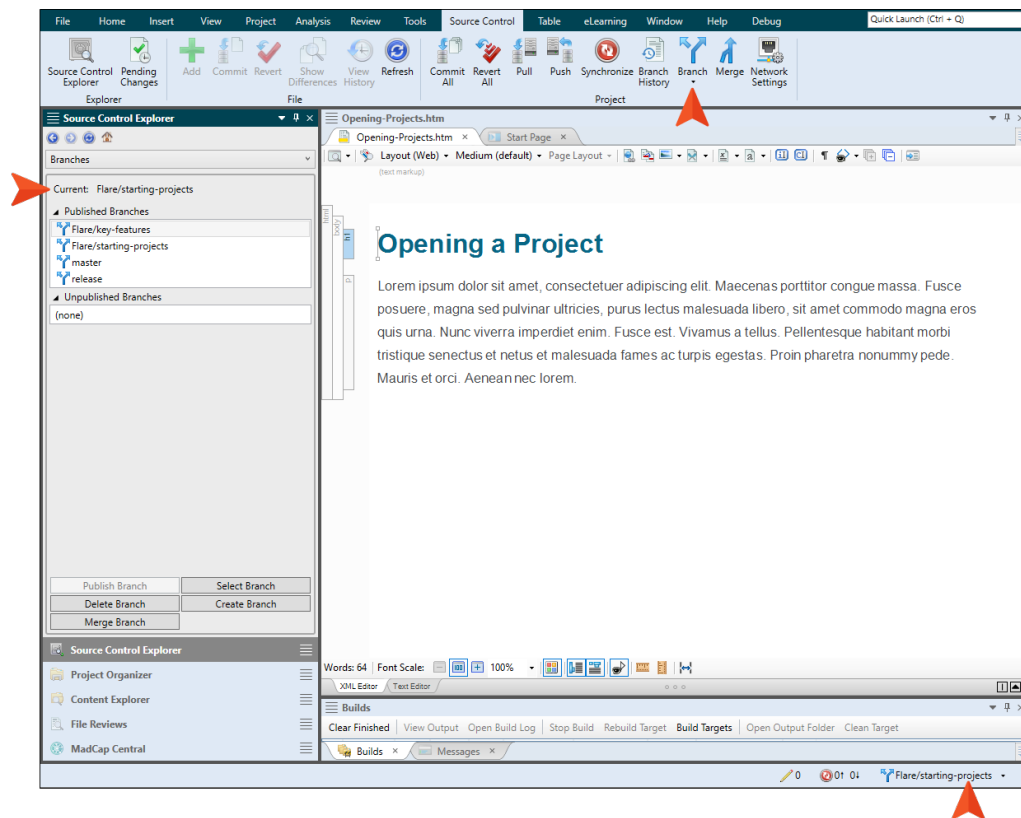 File Home Insert View Project Analysis Review Tools Source Control Table eLearning Window Help Debug Quick Launch (Ctrl + Q)
Source Control Explorer Pending Changes Add Commit Revert Show Differences View History Refresh Commit All Revert All Pull Push Synchronize Branch History Branch Merge Network Settings
Explorer File Project
Source Control Explorer
Branches
Current: Flare/starting-projects
Published Branches
Flare/key-features
Flare/starting-projects
master
release
Unpublished Branches
(none)
Publish Branch Select Branch
Delete Branch Create Branch
Merge Branch
Source Control Explorer
Project Organizer
Content Explorer
File Reviews
MadCap Central
Opening-Projects.htm
Opening-Projects.htm × Start Page ×
Layout (Web) Medium (default) Page Layout
(text markup)
html
body
h1
p
Opening a Project
Lorem ipsum dolor sit amet, consectetuer adipiscing elit. Maecenas porttitor congue massa. Fusce
posuere, magna sed pulvinar ultricies, purus lectus malesuada libero, sit amet commodo magna eros
quis urna. Nunc viverra imperdiet enim. Fusce est. Vivamus a tellus. Pellentesque habitant morbi
tristique senectus et netus et malesuada fames ac turpis egestas. Proin pharetra nonummy pede.
Mauris et orci. Aenean nec lorem.
Words: 64 Font Scale: 100 100%
XML Editor Text Editor
Builds
Clear Finished View Output Open Build Log Stop Build Rebuild Target Build Targets Open Output Folder Clean Target
Builds × Messages ×
0 0↑ 0↓ Flare/starting-projects